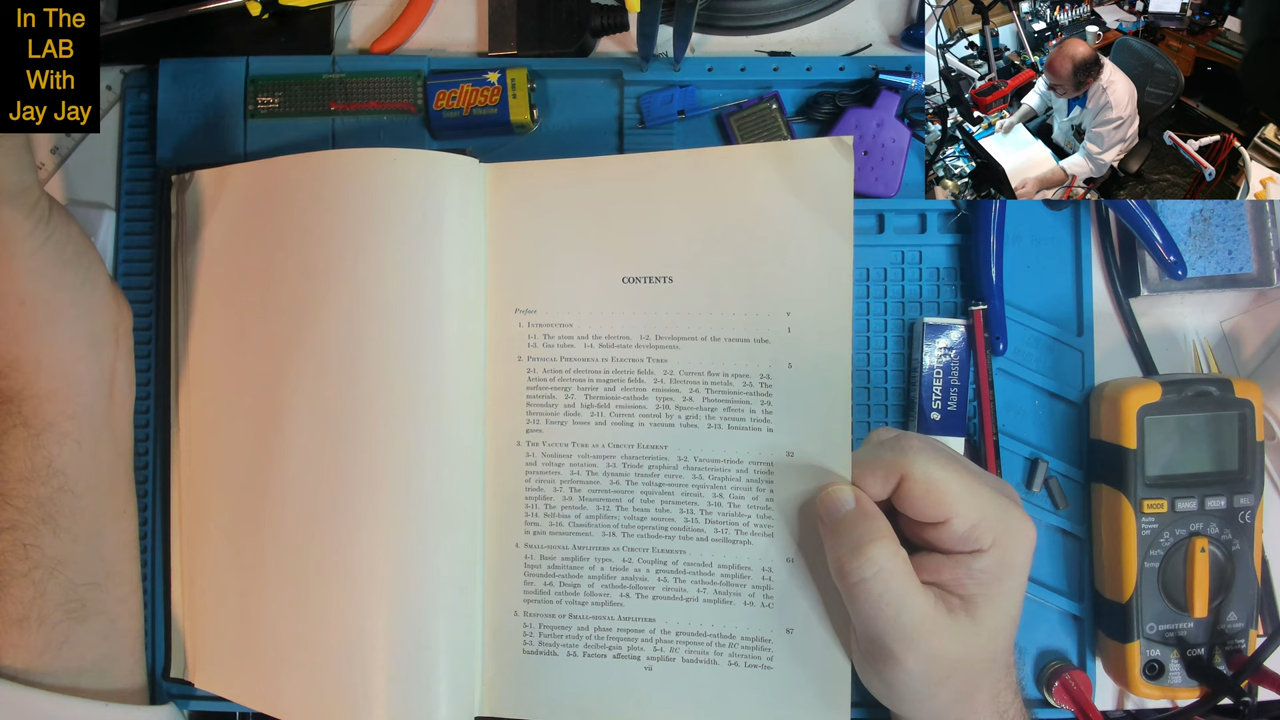 In The
LAB
With
Jay Jay
eclipse
Super Alkaline
CONTENTS
Preface . . . . . . . . . . v
1. INTRODUCTION 1
1-1. The atom and the electron. 1-2. Development of the vacuum tube.
1-3. Gas tubes. 1-4. Solid-state developments.
2. PHYSICAL PHENOMENA IN ELECTRON TUBES . . . . . . 5
2-1. Action of electrons in electric fields. 2-2. Current flow in space. 2-3.
Action of electrons in magnetic fields. 2-4. Electrons in metals. 2-5. The
surface-energy barrier and electron emission. 2-6. Thermionic-cathode
materials. 2-7. Thermionic-cathode types. 2-8. Photoemission. 2-9.
Secondary and high-field emissions. 2-10. Space-charge effects in the
thermionic diode. 2-11. Current control by a grid; the vacuum triode.
2-12. Energy losses and cooling in vacuum tubes. 2-13. Ionization in
gases.
3. THE VACUUM TUBE AS A CIRCUIT ELEMENT 32
3-1. Nonlinear volt-ampere characteristics. 3-2. Vacuum-triode current
and voltage notation. 3-3. Triode graphical characteristics and triode
parameters. 3-4. The dynamic transfer curve. 3-5. Graphical analysis
of circuit performance. 3-6. The voltage-source equivalent circuit for a
triode. 3-7. The current-source equivalent circuit. 3-8. Gain of an
amplifier. 3-9. Measurement of tube parameters. 3-10. The tetrode.
3-11. The pentode. 3-12. The beam tube. 3-13. The variable-μ tube.
3-14. Self-bias of amplifiers; voltage sources. 3-15. Distortion of wave-
form. 3-16. Classification of tube operating conditions. 3-17. The decibel
in gain measurement. 3-18. The cathode-ray tube and oscillograph.
4. SMALL-SIGNAL AMPLIFIERS AS CIRCUIT ELEMENTS . . . . . 64
4-1. Basic amplifier types. 4-2. Coupling of cascaded amplifiers. 4-3.
Input admittance of a triode as a grounded-cathode amplifier. 4-4.
Grounded-cathode amplifier analysis. 4-5. The cathode-follower ampli-
fier. 4-6. Design of cathode-follower circuits. 4-7. Analysis of the
modified cathode follower. 4-8. The grounded-grid amplifier. 4-9. A-C
operation of voltage amplifiers.
5. RESPONSE OF SMALL-SIGNAL AMPLIFIERS . . . . . . 87
5-1. Frequency and phase response of the grounded-cathode amplifier.
5-2. Further study of the frequency and phase response of the RC amplifier.
5-3. Steady-state decibel-gain plots. 5-4. RC circuits for alteration of
bandwidth. 5-5. Factors affecting amplifier bandwidth. 5-6. Low-fre-
vii
STAEDT
Mars plastic
MODE RANGE HOLD REL
Auto
Power
Off
OFF
10A
Hz%
Temp
DIGITECH
10A COM